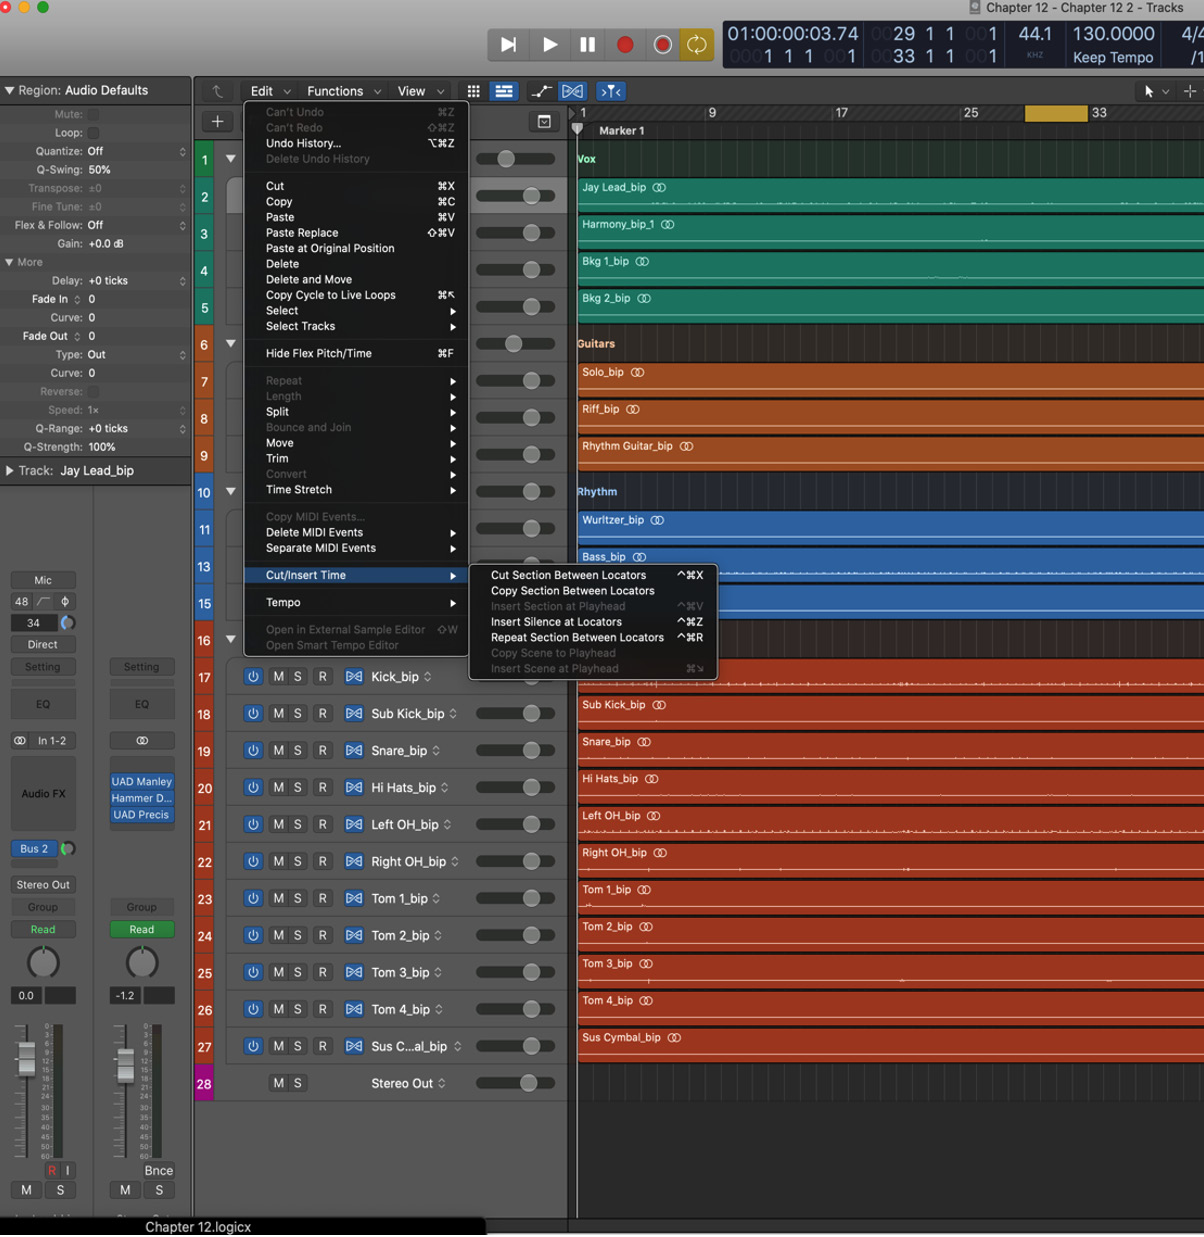 Chapter 12 - Chapter 12 2 - Tracks
01:00:00:03.74
0001 1 1 001
0029 1 1 001
0033 1 1 001
44.1
KHZ
130.0000
Keep Tempo
4/4
/1
Region: Audio Defaults
Mute:
Loop:
Quantize: Off
Q-Swing: 50%
Transpose: ±0
Fine Tune: ±0
Flex & Follow: Off
Gain: +0.0 dB
More
Delay: +0 ticks
Fade In 0
Curve: 0
Fade Out 0
Type: Out
Curve: 0
Reverse:
Speed: 1×
Q-Range: +0 ticks
Q-Strength: 100%
Track: Jay Lead_bip
Mic
48
34
Direct
Setting
EQ
In 1-2
Audio FX
Bus 2
Stereo Out
Group
Read
0.0
R I
M S
Setting
EQ
UAD Manley
Hammer D...
UAD Precis
Group
Read
-1.2
Bnce
M S
Edit Functions View
Can't Undo ⌘Z
Can't Redo ⇧⌘Z
Undo History... ⌥⌘Z
Delete Undo History
Cut ⌘X
Copy ⌘C
Paste ⌘V
Paste Replace ⇧⌘V
Paste at Original Position
Delete
Delete and Move
Copy Cycle to Live Loops ⌘↖
Select
Select Tracks
Hide Flex Pitch/Time ⌘F
Repeat
Length
Split
Bounce and Join
Move
Trim
Convert
Time Stretch
Copy MIDI Events...
Delete MIDI Events
Separate MIDI Events
Cut/Insert Time
Tempo
Open in External Sample Editor ⇧W
Open Smart Tempo Editor
Cut Section Between Locators ^⌘X
Copy Section Between Locators
Insert Section at Playhead ^⌘V
Insert Silence at Locators ^⌘Z
Repeat Section Between Locators ^⌘R
Copy Scene to Playhead
Insert Scene at Playhead ⌘↘
1 9 17 25 33
Marker 1
1 Vox
2 Jay Lead_bip
3 Harmony_bip_1
4 Bkg 1_bip
5 Bkg 2_bip
6 Guitars
7 Solo_bip
8 Riff_bip
9 Rhythm Guitar_bip
10 Rhythm
11 Wurltzer_bip
13 Bass_bip
15
16
17 M S R Kick_bip
18 M S R Sub Kick_bip Sub Kick_bip
19 M S R Snare_bip Snare_bip
20 M S R Hi Hats_bip Hi Hats_bip
21 M S R Left OH_bip Left OH_bip
22 M S R Right OH_bip Right OH_bip
23 M S R Tom 1_bip Tom 1_bip
24 M S R Tom 2_bip Tom 2_bip
25 M S R Tom 3_bip Tom 3_bip
26 M S R Tom 4_bip Tom 4_bip
27 M S R Sus C...al_bip Sus Cymbal_bip
28 M S Stereo Out
Chapter 12.logicx